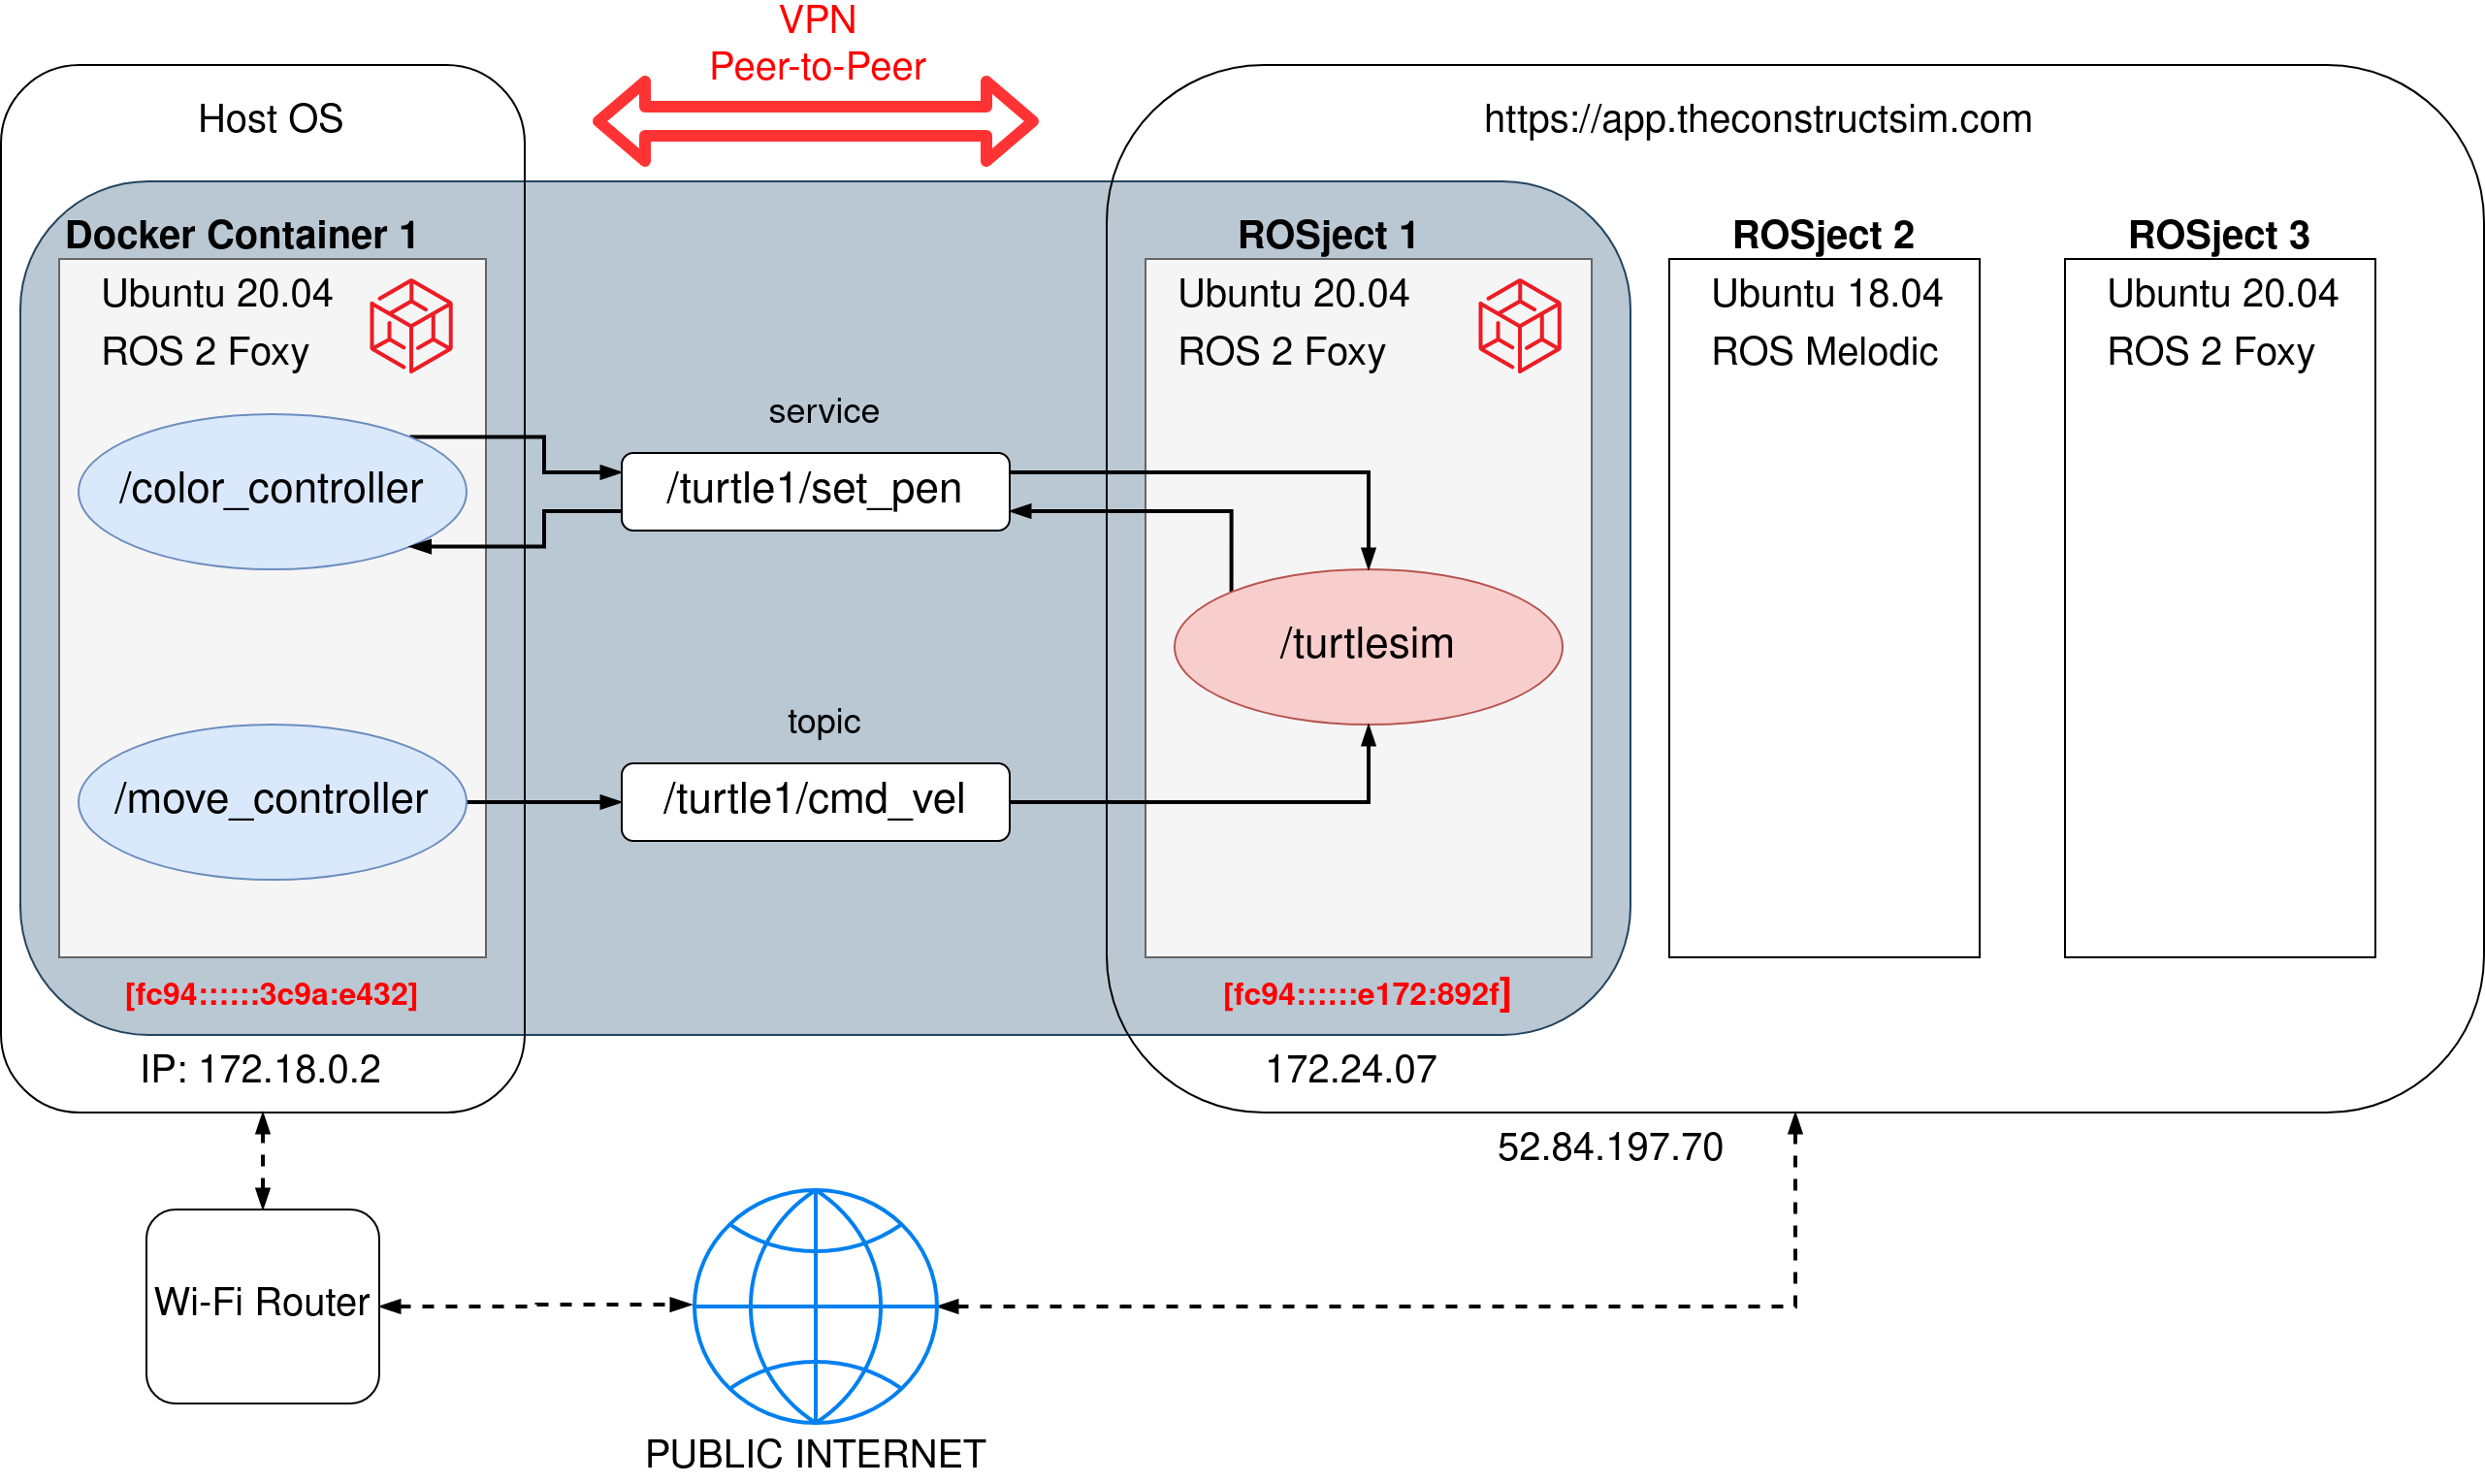 VPN
Peer-to-Peer
Host OS
https://app.theconstructsim.com
Docker Container 1
Ubuntu 20.04
ROS 2 Foxy
/color_controller
/move_controller
[fc94::::::3c9a:e432]
IP: 172.18.0.2
service
/turtle1/set_pen
topic
/turtle1/cmd_vel
ROSject 1
Ubuntu 20.04
ROS 2 Foxy
/turtlesim
[fc94::::::e172:892f]
172.24.07
ROSject 2
Ubuntu 18.04
ROS Melodic
ROSject 3
Ubuntu 20.04
ROS 2 Foxy
52.84.197.70
Wi-Fi Router
PUBLIC INTERNET